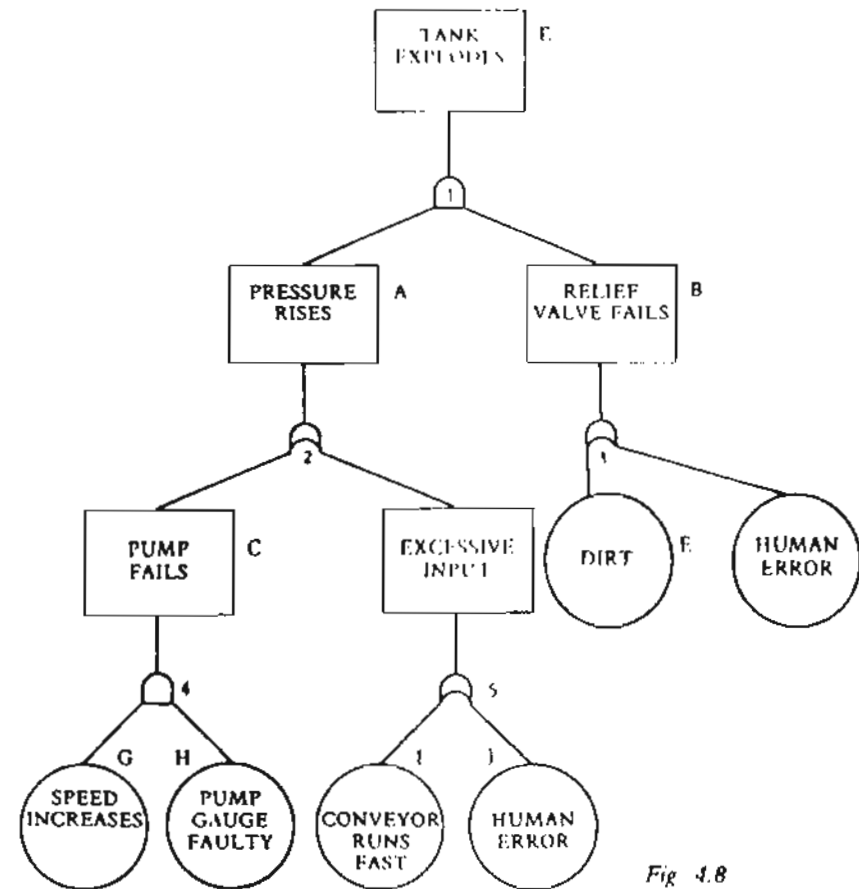 TANK
EXPLODES
E
1
PRESSURE
RISES
A
RELIEF
VALVE FAILS
B
2
PUMP
FAILS
C
EXCESSIVE
INPUT
DIRT
E
HUMAN
ERROR
4
5
G
H
SPEED
INCREASES
PUMP
GAUGE
FAULTY
CONVEYOR
RUNS
FAST
HUMAN
ERROR
Fig 4.8